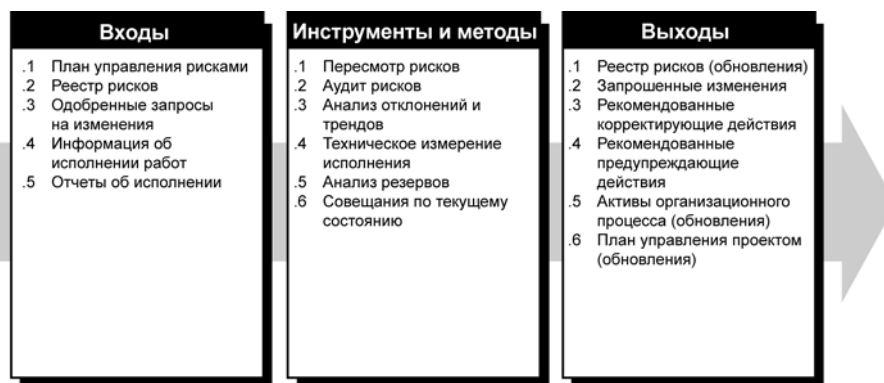 Входы
.1 План управления рисками
.2 Реестр рисков
.3 Одобренные запросы
на изменения
.4 Информация об
исполнении работ
.5 Отчеты об исполнении
Инструменты и методы
.1 Пересмотр рисков
.2 Аудит рисков
.3 Анализ отклонений и
трендов
.4 Техническое измерение
исполнения
.5 Анализ резервов
.6 Совещания по текущему
состоянию
Выходы
.1 Реестр рисков (обновления)
.2 Запрошенные изменения
.3 Рекомендованные
корректирующие действия
.4 Рекомендованные
предупреждающие
действия
.5 Активы организационного
процесса (обновления)
.6 План управления проектом
(обновления)